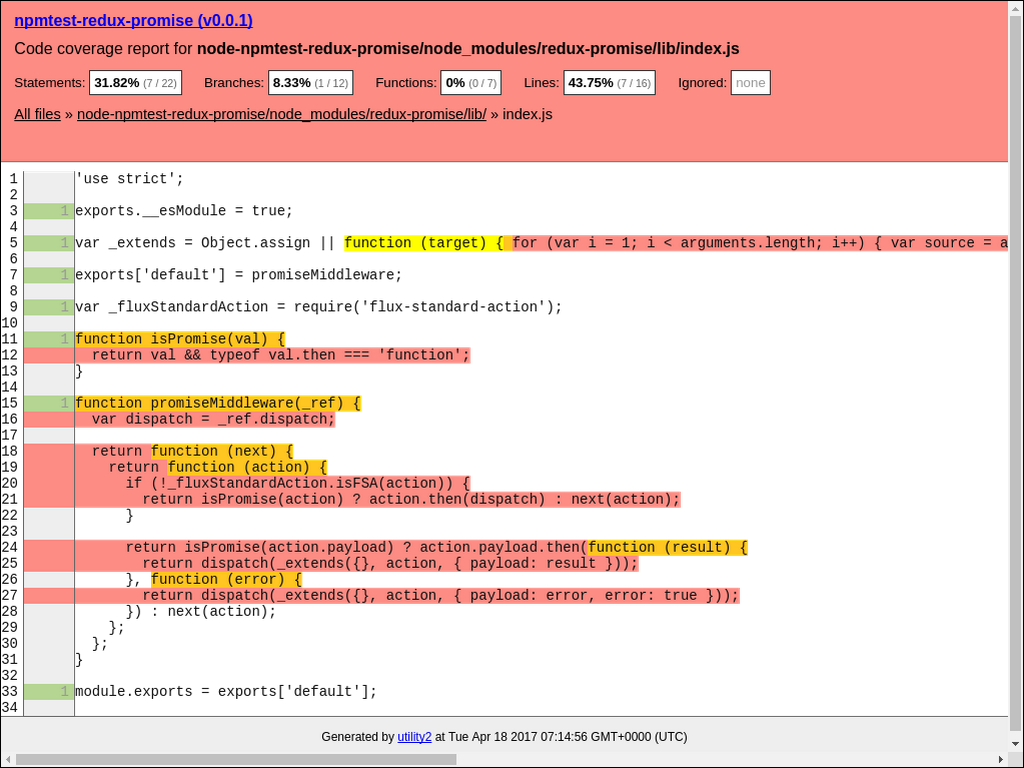 npmtest-redux-promise (v0.0.1)
Code coverage report for node-npmtest-redux-promise/node_modules/redux-promise/lib/index.js
Statements: 31.82% (7 / 22) Branches: 8.33% (1 / 12) Functions: 0% (0 / 7) Lines: 43.75% (7 / 16) Ignored: none
All files » node-npmtest-redux-promise/node_modules/redux-promise/lib/ » index.js
1 'use strict';
2
3 1 exports.__esModule = true;
4
5 1 var _extends = Object.assign || function (target) { for (var i = 1; i < arguments.length; i++) { var source = a
6
7 1 exports['default'] = promiseMiddleware;
8
9 1 var _fluxStandardAction = require('flux-standard-action');
10
11 1 function isPromise(val) {
12 return val && typeof val.then === 'function';
13 }
14
15 1 function promiseMiddleware(_ref) {
16 var dispatch = _ref.dispatch;
17
18 return function (next) {
19 return function (action) {
20 if (!_fluxStandardAction.isFSA(action)) {
21 return isPromise(action) ? action.then(dispatch) : next(action);
22 }
23
24 return isPromise(action.payload) ? action.payload.then(function (result) {
25 return dispatch(_extends({}, action, { payload: result }));
26 }, function (error) {
27 return dispatch(_extends({}, action, { payload: error, error: true }));
28 }) : next(action);
29 };
30 };
31 }
32
33 1 module.exports = exports['default'];
34
Generated by utility2 at Tue Apr 18 2017 07:14:56 GMT+0000 (UTC)